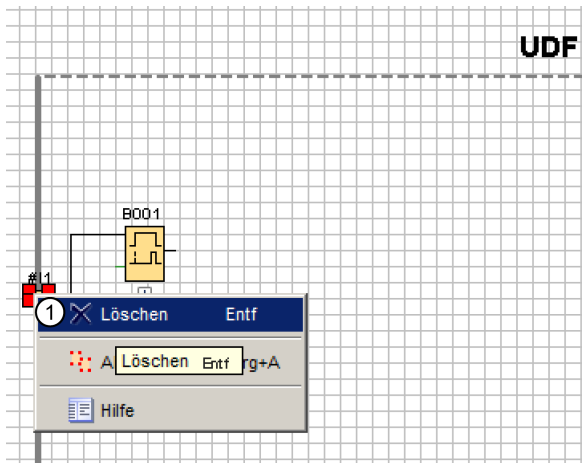 UDF
B001
#I1
1 Löschen Entf
A Löschen Entf rg+A
Hilfe